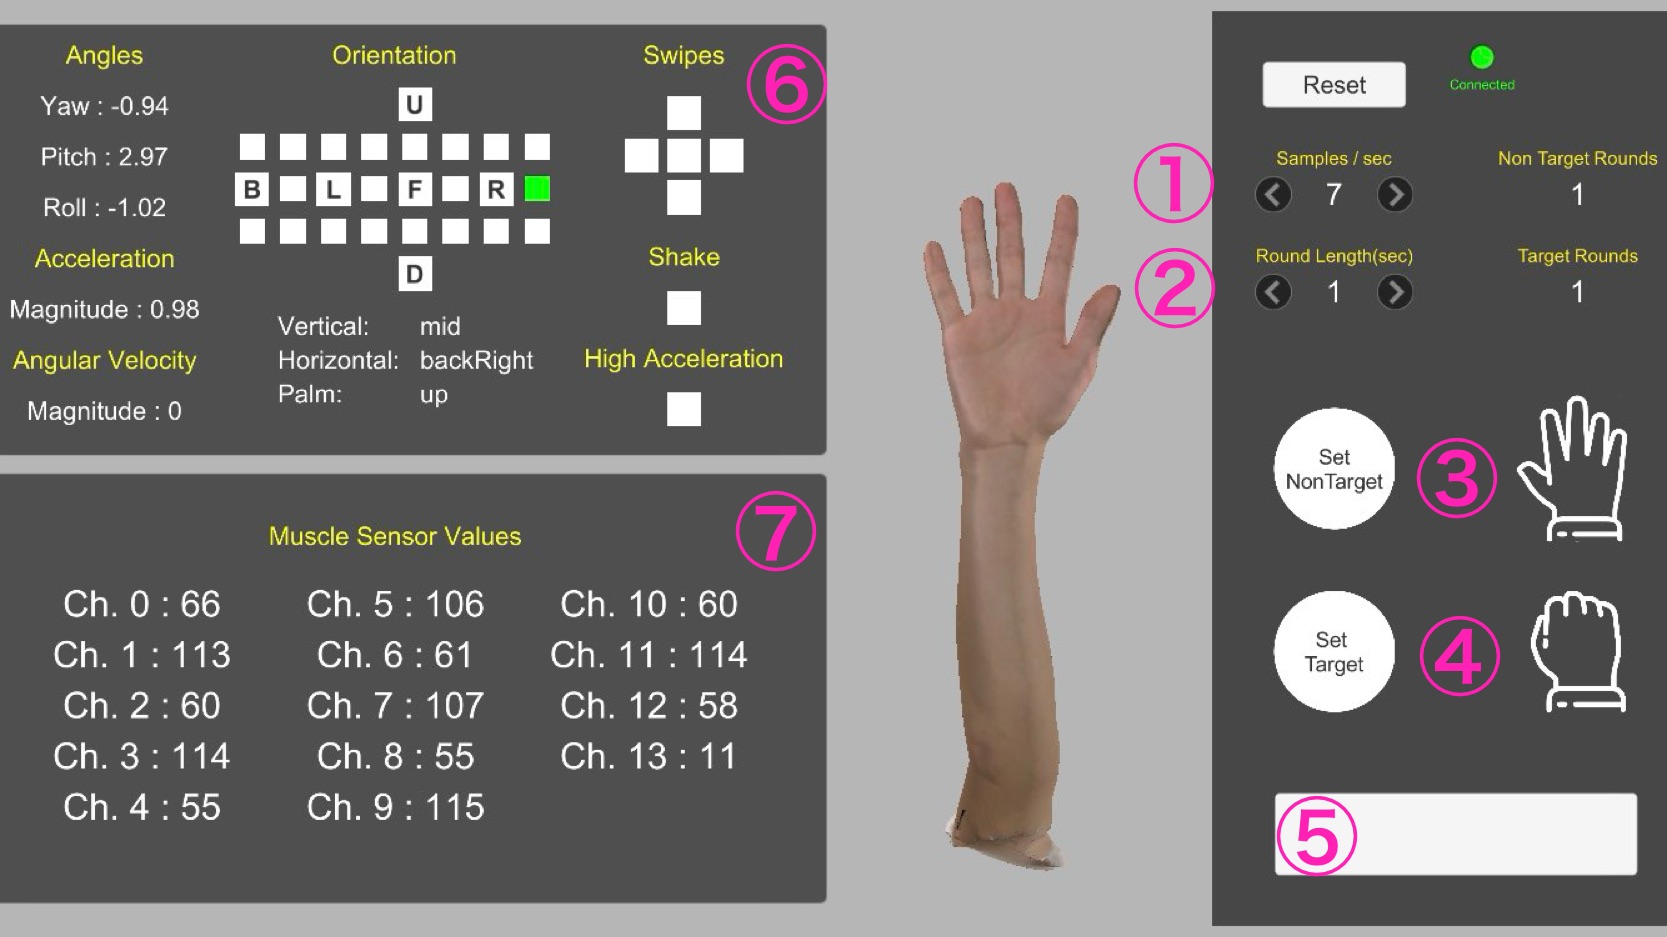 Angles
Yaw : -0.94
Pitch : 2.97
Roll : -1.02
Acceleration
Magnitude : 0.98
Angular Velocity
Magnitude : 0
Orientation
U
B L F R
D
Vertical: mid
Horizontal: backRight
Palm: up
Swipes
Shake
High Acceleration
⑥
Muscle Sensor Values
⑦
Ch. 0 : 66
Ch. 1 : 113
Ch. 2 : 60
Ch. 3 : 114
Ch. 4 : 55
Ch. 5 : 106
Ch. 6 : 61
Ch. 7 : 107
Ch. 8 : 55
Ch. 9 : 115
Ch. 10 : 60
Ch. 11 : 114
Ch. 12 : 58
Ch. 13 : 11
Reset
Connected
①
Samples / sec
7
Non Target Rounds
1
②
Round Length(sec)
1
Target Rounds
1
Set
NonTarget
③
Set
Target
④
⑤